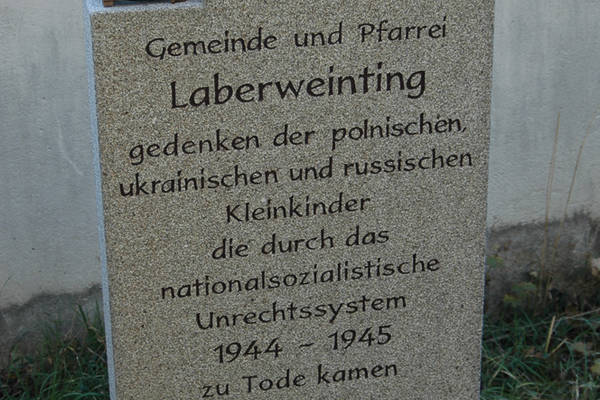 Gemeinde und Pfarrei
Laberweinting
gedenken der polnischen,
ukrainischen und russischen
Kleinkinder
die durch das
nationalsozialistische
Unrechtssystem
1944 - 1945
zu Tode kamen